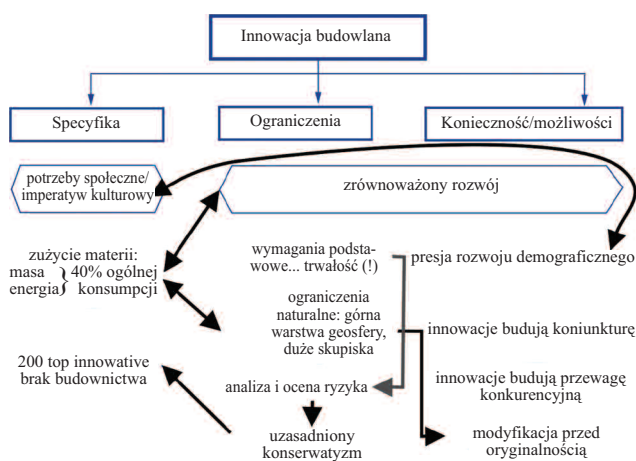 Innowacja budowlana
Specyfika
Ograniczenia
Konieczność/możliwości
potrzeby społeczne/
imperatyw kulturowy
zrównoważony rozwój
zużycie materii:
masa
energia } 40% ogólnej
konsumpcji
wymagania podsta-
wowe... trwałość (!)
presja rozwoju demograficznego
ograniczenia
naturalne: górna
warstwa geosfery,
duże skupiska
innowacje budują koniunkturę
200 top innovative
brak budownictwa
analiza i ocena ryzyka
innowacje budują przewagę
konkurencyjną
uzasadniony
konserwatyzm
modyfikacja przed
oryginalnością